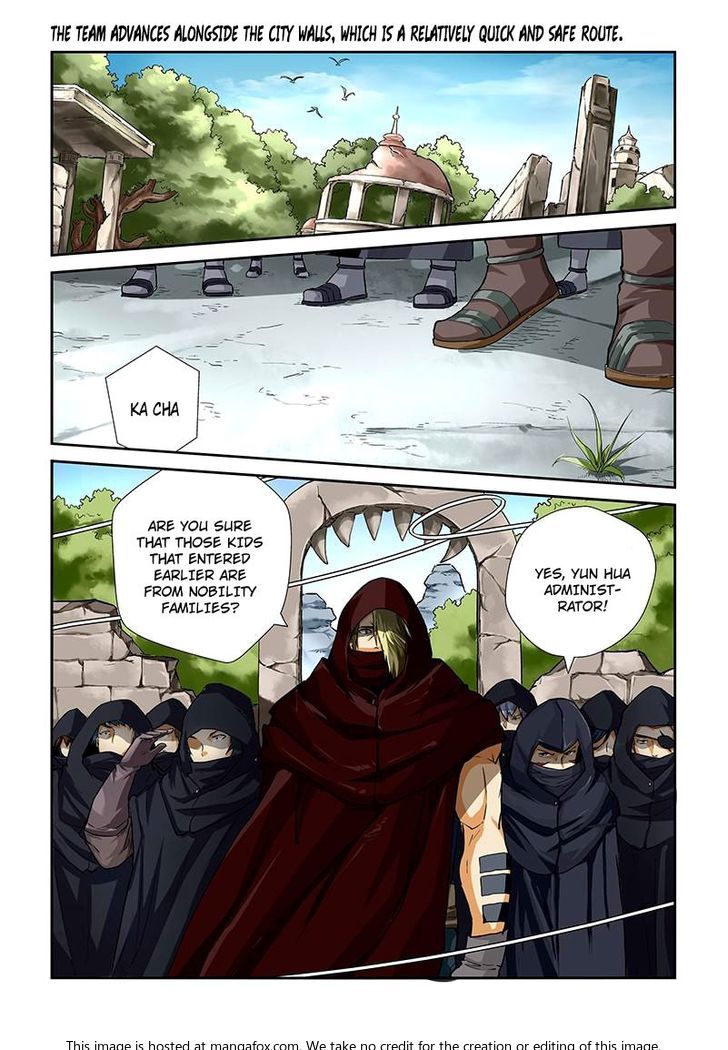 THE TEAM ADVANCES ALONGSIDE THE CITY WALLS, WHICH IS A RELATIVELY QUICK AND SAFE ROUTE.
KA CHA
ARE YOU SURE
THAT THOSE KIDS
THAT ENTERED
EARLIER ARE
FROM NOBILITY
FAMILIES?
YES, YUN HUA
ADMINIST-
RATOR!
This image is hosted at mangafox.com. We take no credit for the creation or editing of this image.